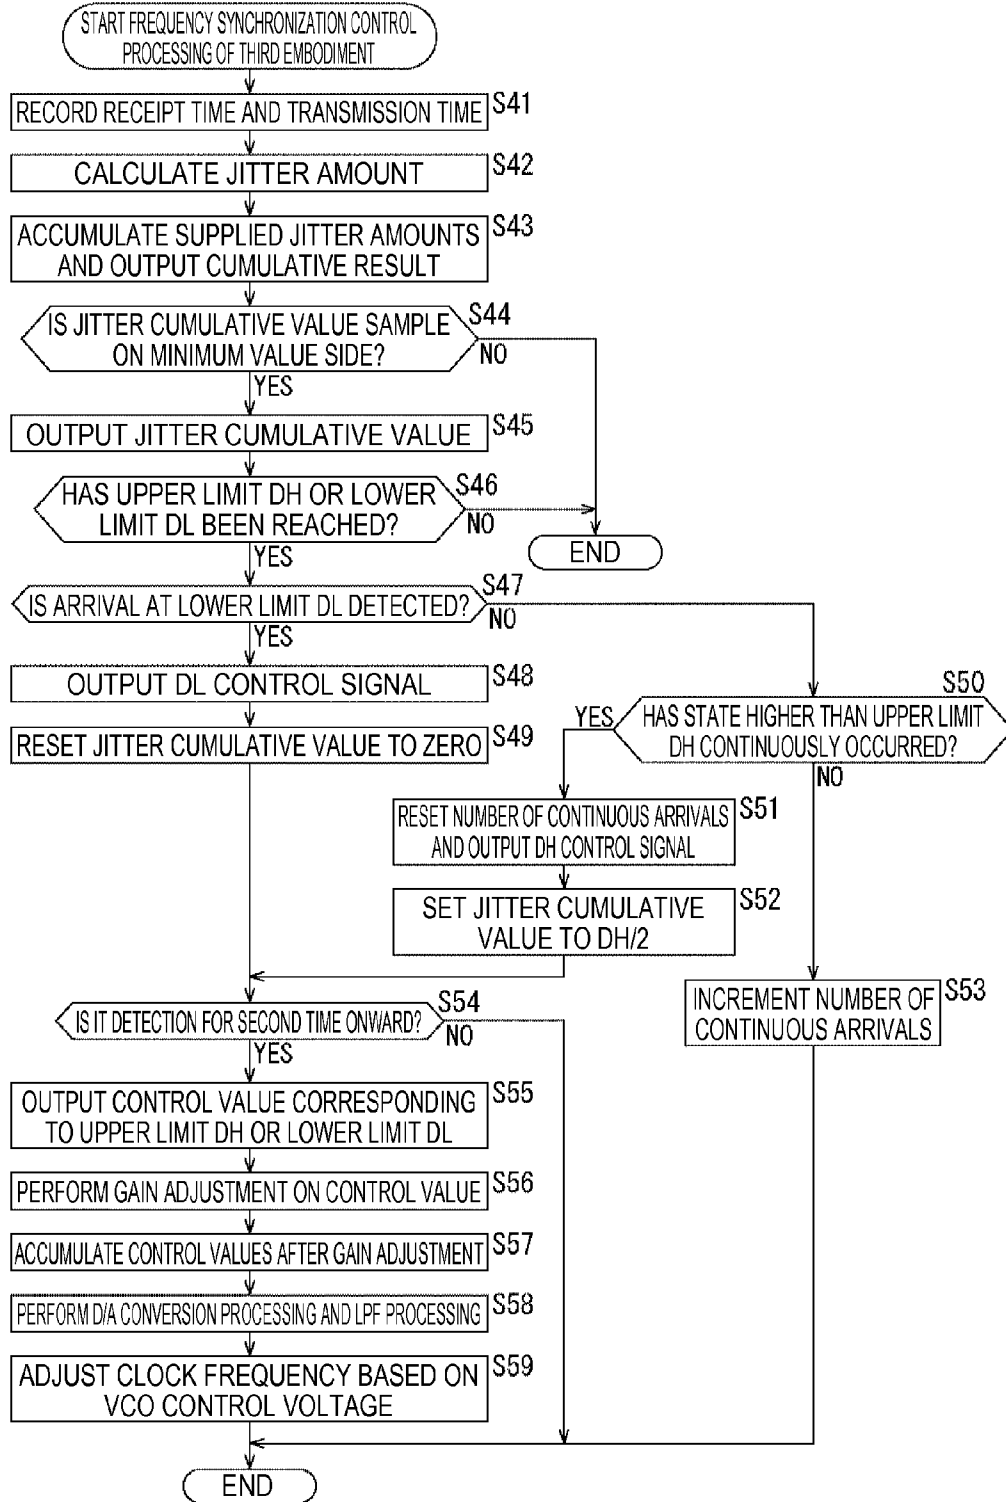 START FREQUENCY SYNCHRONIZATION CONTROL
PROCESSING OF THIRD EMBODIMENT
RECORD RECEIPT TIME AND TRANSMISSION TIME
S41
CALCULATE JITTER AMOUNT
S42
ACCUMULATE SUPPLIED JITTER AMOUNTS
AND OUTPUT CUMULATIVE RESULT
S43
IS JITTER CUMULATIVE VALUE SAMPLE
ON MINIMUM VALUE SIDE?
S44
NO
YES
OUTPUT JITTER CUMULATIVE VALUE
S45
HAS UPPER LIMIT DH OR LOWER
LIMIT DL BEEN REACHED?
S46
NO
YES
END
IS ARRIVAL AT LOWER LIMIT DL DETECTED?
S47
NO
YES
OUTPUT DL CONTROL SIGNAL
S48
RESET JITTER CUMULATIVE VALUE TO ZERO
S49
S50
HAS STATE HIGHER THAN UPPER LIMIT
DH CONTINUOUSLY OCCURRED?
YES
NO
RESET NUMBER OF CONTINUOUS ARRIVALS
AND OUTPUT DH CONTROL SIGNAL
S51
SET JITTER CUMULATIVE
VALUE TO DH/2
S52
INCREMENT NUMBER OF
CONTINUOUS ARRIVALS
S53
IS IT DETECTION FOR SECOND TIME ONWARD?
S54
NO
YES
OUTPUT CONTROL VALUE CORRESPONDING
TO UPPER LIMIT DH OR LOWER LIMIT DL
S55
PERFORM GAIN ADJUSTMENT ON CONTROL VALUE
S56
ACCUMULATE CONTROL VALUES AFTER GAIN ADJUSTMENT
S57
PERFORM D/A CONVERSION PROCESSING AND LPF PROCESSING
S58
ADJUST CLOCK FREQUENCY BASED ON
VCO CONTROL VOLTAGE
S59
END